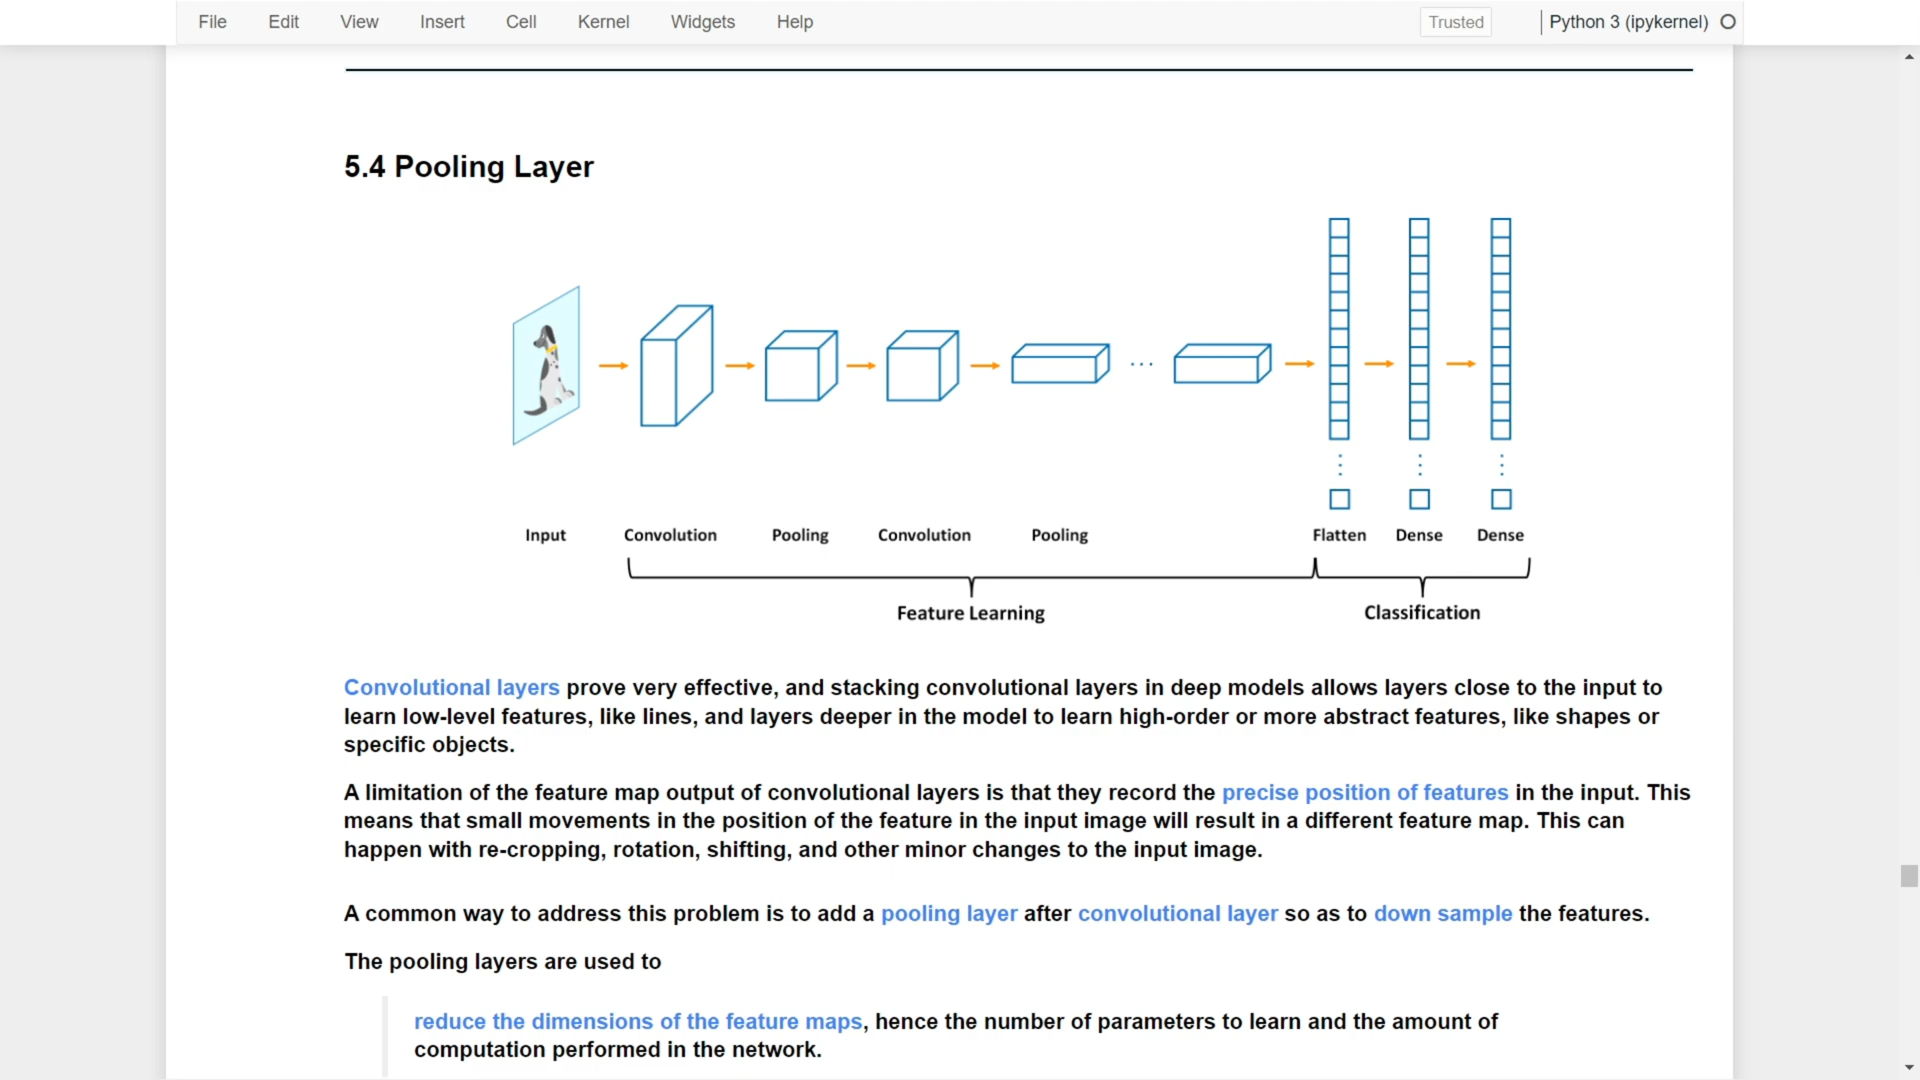 File Edit View Insert Cell Kernel Widgets Help Trusted Python 3 (ipykernel)
5.4 Pooling Layer
Input Convolution Pooling Convolution Pooling Flatten Dense Dense
Feature Learning Classification
Convolutional layers prove very effective, and stacking convolutional layers in deep models allows layers close to the input to
learn low-level features, like lines, and layers deeper in the model to learn high-order or more abstract features, like shapes or
specific objects.
A limitation of the feature map output of convolutional layers is that they record the precise position of features in the input. This
means that small movements in the position of the feature in the input image will result in a different feature map. This can
happen with re-cropping, rotation, shifting, and other minor changes to the input image.
A common way to address this problem is to add a pooling layer after convolutional layer so as to down sample the features.
The pooling layers are used to
reduce the dimensions of the feature maps, hence the number of parameters to learn and the amount of
computation performed in the network.